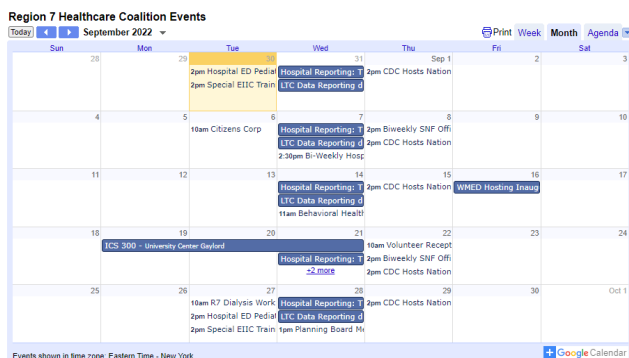 Region 7 Healthcare Coalition Events
Today September 2022 Print Week Month Agenda
Sun Mon Tue Wed Thu Fri Sat
28 29 30 31 Sep 1 2 3
2pm Hospital ED Pediat Hospital Reporting: T 2pm CDC Hosts Nation
2pm Special EIIC Train LTC Data Reporting d
4 5 6 7 8 9 10
10am Citizens Corp Hospital Reporting: T 2pm Biweekly SNF Offi
LTC Data Reporting d 2pm CDC Hosts Nation
2:30pm Bi-Weekly Hosp
11 12 13 14 15 16 17
Hospital Reporting: T 2pm CDC Hosts Nation WMED Hosting Inaug
LTC Data Reporting d
11am Behavioral Health
18 19 20 21 22 23 24
ICS 300 - University Center Gaylord 10am Volunteer Recept
Hospital Reporting: T 2pm Biweekly SNF Offi
+2 more 2pm CDC Hosts Nation
25 26 27 28 29 30 Oct 1
10am R7 Dialysis Work Hospital Reporting: T 2pm CDC Hosts Nation
2pm Hospital ED Pediat LTC Data Reporting d
2pm Special EIIC Train 1pm Planning Board Me
Events shown in time zone: Eastern Time - New York
Google Calendar